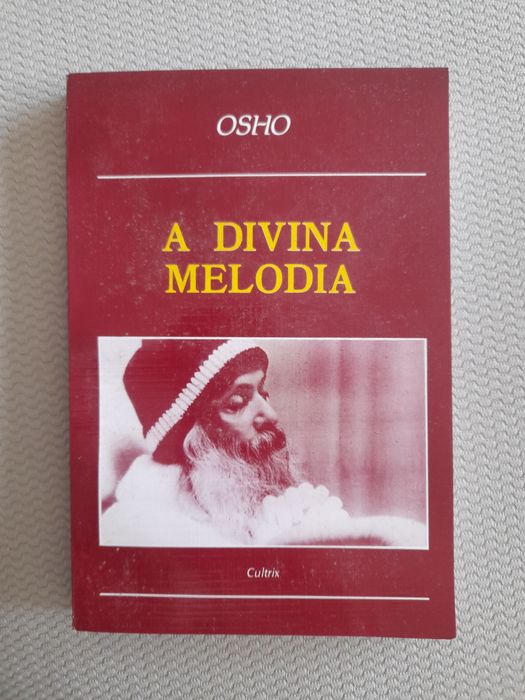 OSHO
A DIVINA
MELODIA
Cultrix